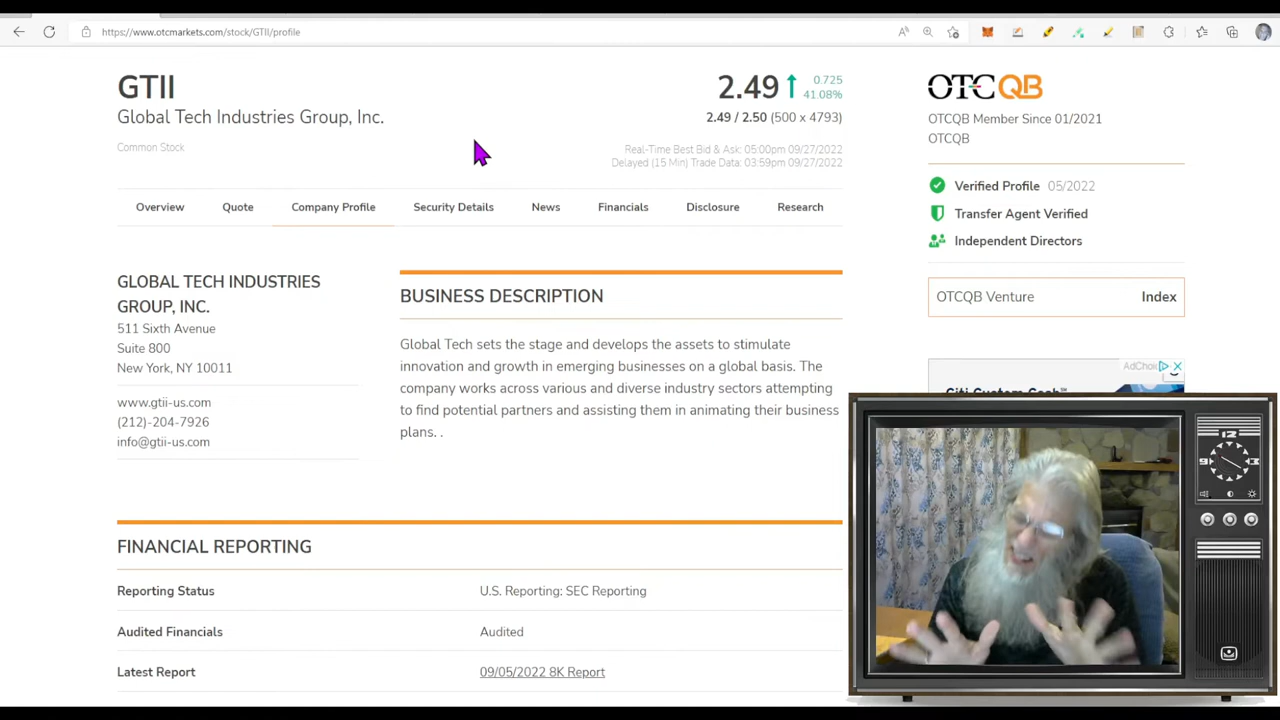 https://www.otcmarkets.com/stock/GTII/profile
GTII
2.49
0.725
41.08%
Global Tech Industries Group, Inc.
2.49 / 2.50 (500 x 4793)
Common Stock
Real-Time Best Bid & Ask: 05:00pm 09/27/2022
Delayed (15 Min) Trade Data: 03:59pm 09/27/2022
OTCQB
OTCQB Member Since 01/2021
OTCQB
Verified Profile 05/2022
Transfer Agent Verified
Independent Directors
OTCQB Venture Index
AdChoi
Citi Custom Cash
Overview Quote Company Profile Security Details News Financials Disclosure Research
GLOBAL TECH INDUSTRIES
GROUP, INC.
511 Sixth Avenue
Suite 800
New York, NY 10011
www.gtii-us.com
(212)-204-7926
info@gtii-us.com
BUSINESS DESCRIPTION
Global Tech sets the stage and develops the assets to stimulate
innovation and growth in emerging businesses on a global basis. The
company works across various and diverse industry sectors attempting
to find potential partners and assisting them in animating their business
plans. .
FINANCIAL REPORTING
Reporting Status U.S. Reporting: SEC Reporting
Audited Financials Audited
Latest Report 09/05/2022 8K Report
12
9 3